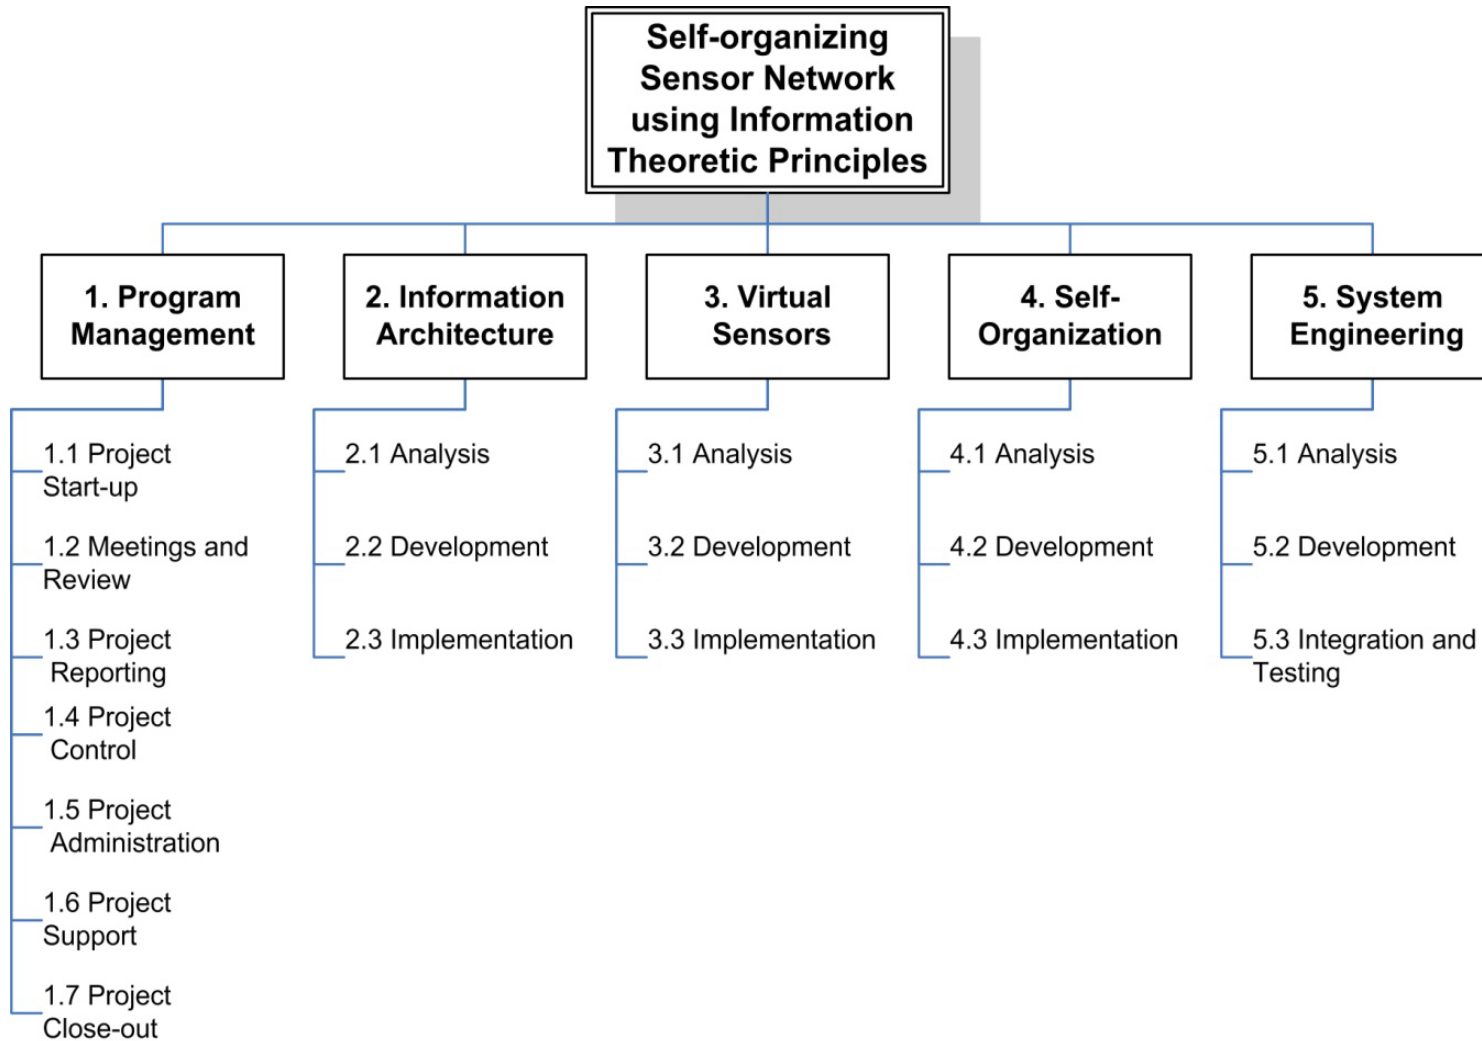 Self-organizing
Sensor Network
using Information
Theoretic Principles
1. Program
Management
2. Information
Architecture
3. Virtual
Sensors
4. Self-
Organization
5. System
Engineering
1.1 Project
Start-up
1.2 Meetings and
Review
1.3 Project
Reporting
1.4 Project
Control
1.5 Project
Administration
1.6 Project
Support
1.7 Project
Close-out
2.1 Analysis
2.2 Development
2.3 Implementation
3.1 Analysis
3.2 Development
3.3 Implementation
4.1 Analysis
4.2 Development
4.3 Implementation
5.1 Analysis
5.2 Development
5.3 Integration and
Testing